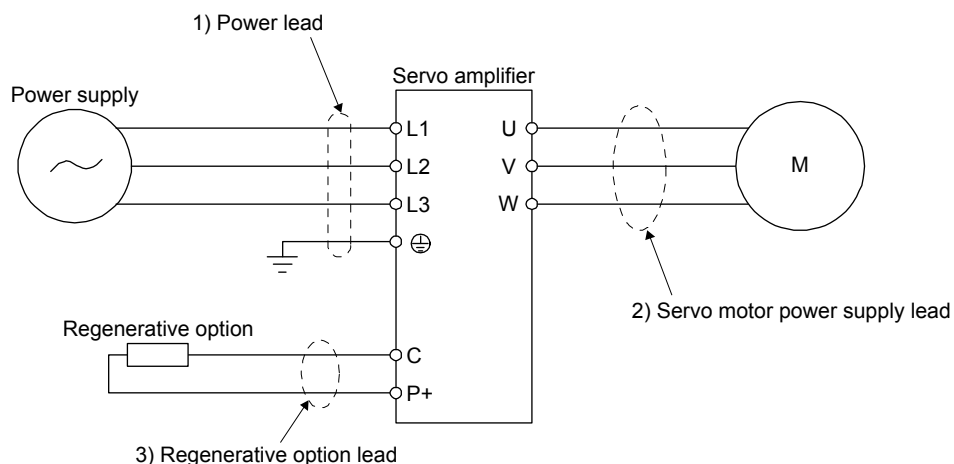 1) Power lead
Servo amplifier
Power supply
L1
U
L2
V
M
L3
W
2) Servo motor power supply lead
Regenerative option
C
P+
3) Regenerative option lead